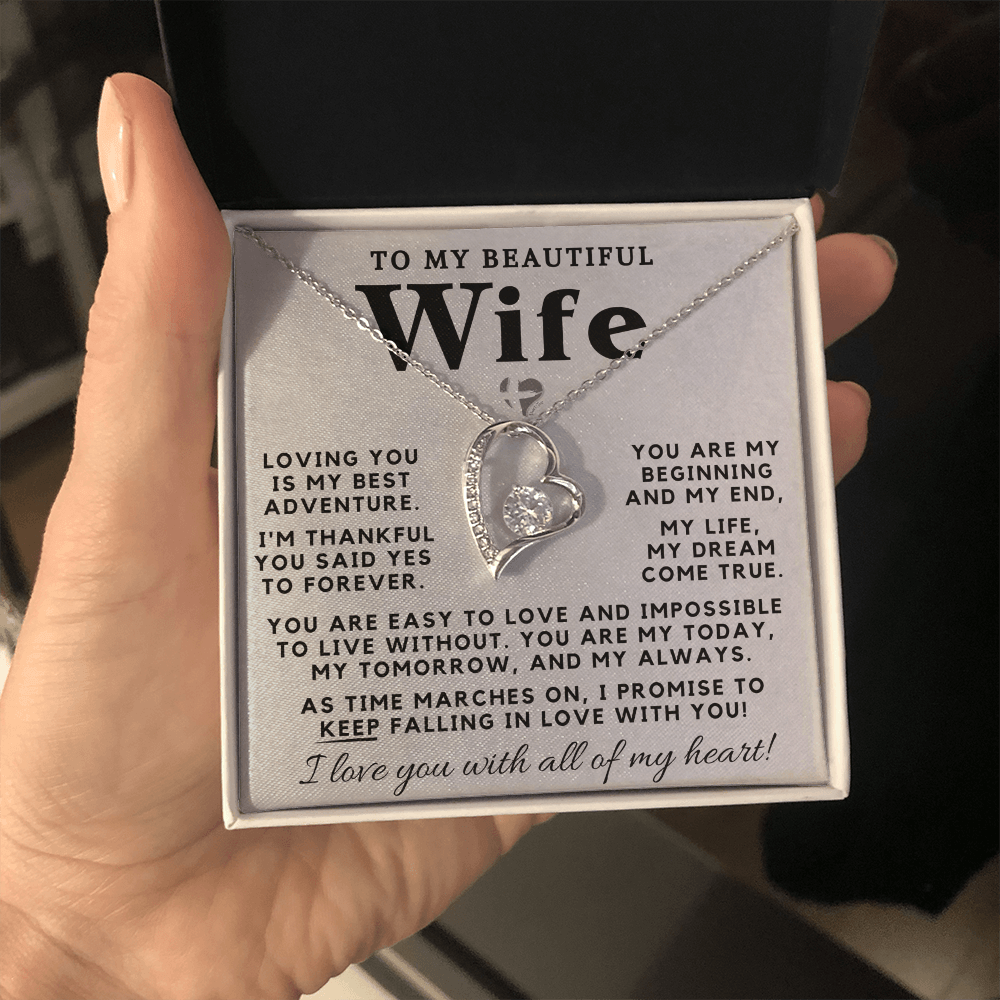 TO MY BEAUTIFUL
Wife
LOVING YOU
IS MY BEST
ADVENTURE.
I'M THANKFUL
YOU SAID YES
TO FOREVER.
YOU ARE MY
BEGINNING
AND MY END,
MY LIFE,
MY DREAM
COME TRUE.
YOU ARE EASY TO LOVE AND IMPOSSIBLE
TO LIVE WITHOUT. YOU ARE MY TODAY,
MY TOMORROW, AND MY ALWAYS.
AS TIME MARCHES ON, I PROMISE TO
KEEP FALLING IN LOVE WITH YOU!
I love you with all of my heart!